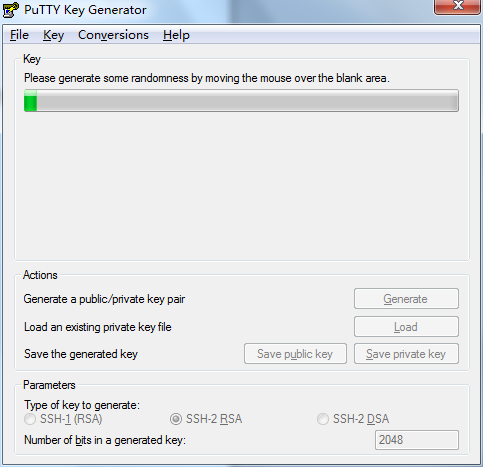 PuTTY Key Generator
File Key Conversions Help
Key
Please generate some randomness by moving the mouse over the blank area.
Actions
Generate a public/private key pair
Generate
Load an existing private key file
Load
Save the generated key
Save public key
Save private key
Parameters
Type of key to generate:
SSH-1 (RSA)
SSH-2 RSA
SSH-2 DSA
Number of bits in a generated key:
2048